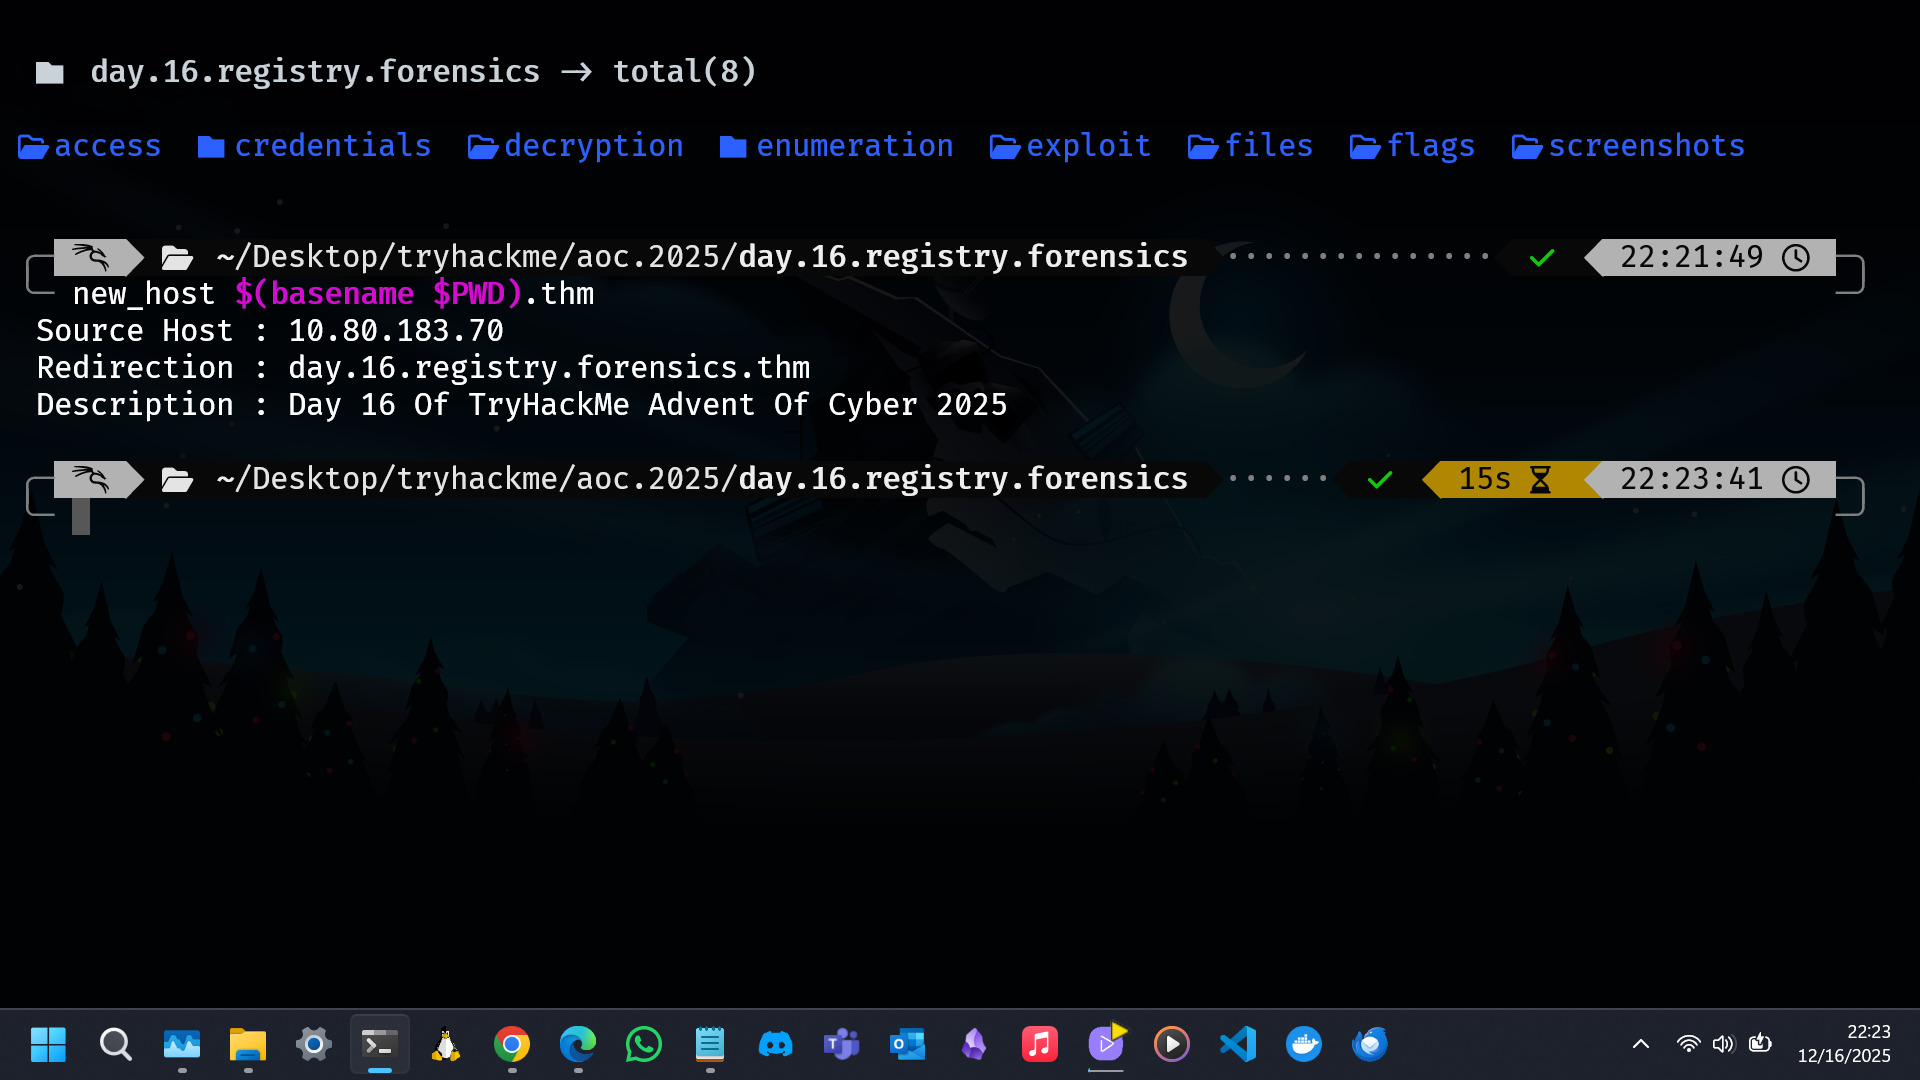 day.16.registry.forensics → total(8)
access credentials decryption enumeration exploit files flags screenshots
~/Desktop/tryhackme/aoc.2025/day.16.registry.forensics ··············· ✓ 22:21:49
new_host $(basename $PWD).thm
Source Host : 10.80.183.70
Redirection : day.16.registry.forensics.thm
Description : Day 16 Of TryHackMe Advent Of Cyber 2025
~/Desktop/tryhackme/aoc.2025/day.16.registry.forensics ······ ✓ 15s 22:23:41
22:23
12/16/2025